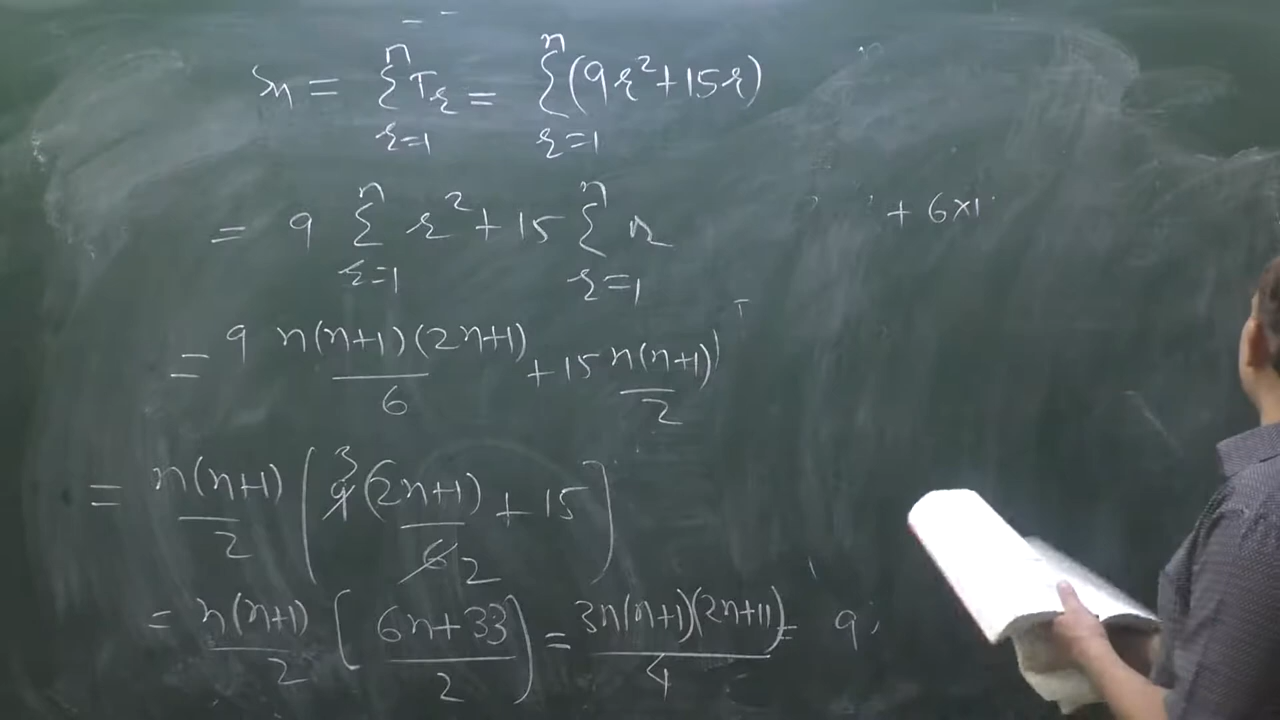 Sn = Σ_{r=1}^{n} T_r = Σ_{r=1}^{n} (9r² + 15r)
= 9 Σ_{r=1}^{n} r² + 15 Σ_{r=1}^{n} r
+ 6×1
= 9 n(n+1)(2n+1)/6 + 15 n(n+1)/2
= n(n+1)/2 [9 3 (2n+1)/6 2 + 15]
= n(n+1)/2 [(6n+33)/2] = 3n(n+1)(2n+11)/4 = 9